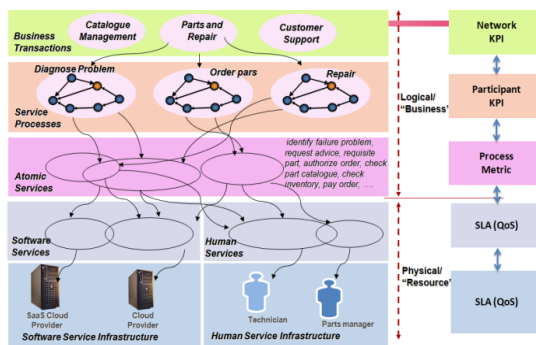 Business
Transactions
Catalogue
Management
Parts and
Repair
Customer
Support
Network
KPI
Diagnose Problem
Order pars
Repair
Service
Processes
Logical/
"Business'
Participant
KPI
identify failure problem,
request advice, requisite
part, authorize order, check
part catalogue, check
inventory, pay order, ....
Atomic
Services
Process
Metric
Software
Services
Human
Services
SLA (QoS)
Physical/
'Resource'
SaaS Cloud
Provider
Cloud
Provider
Technician
Parts manager
SLA (QoS)
Software Service Infrastructure
Human Service Infrastructure